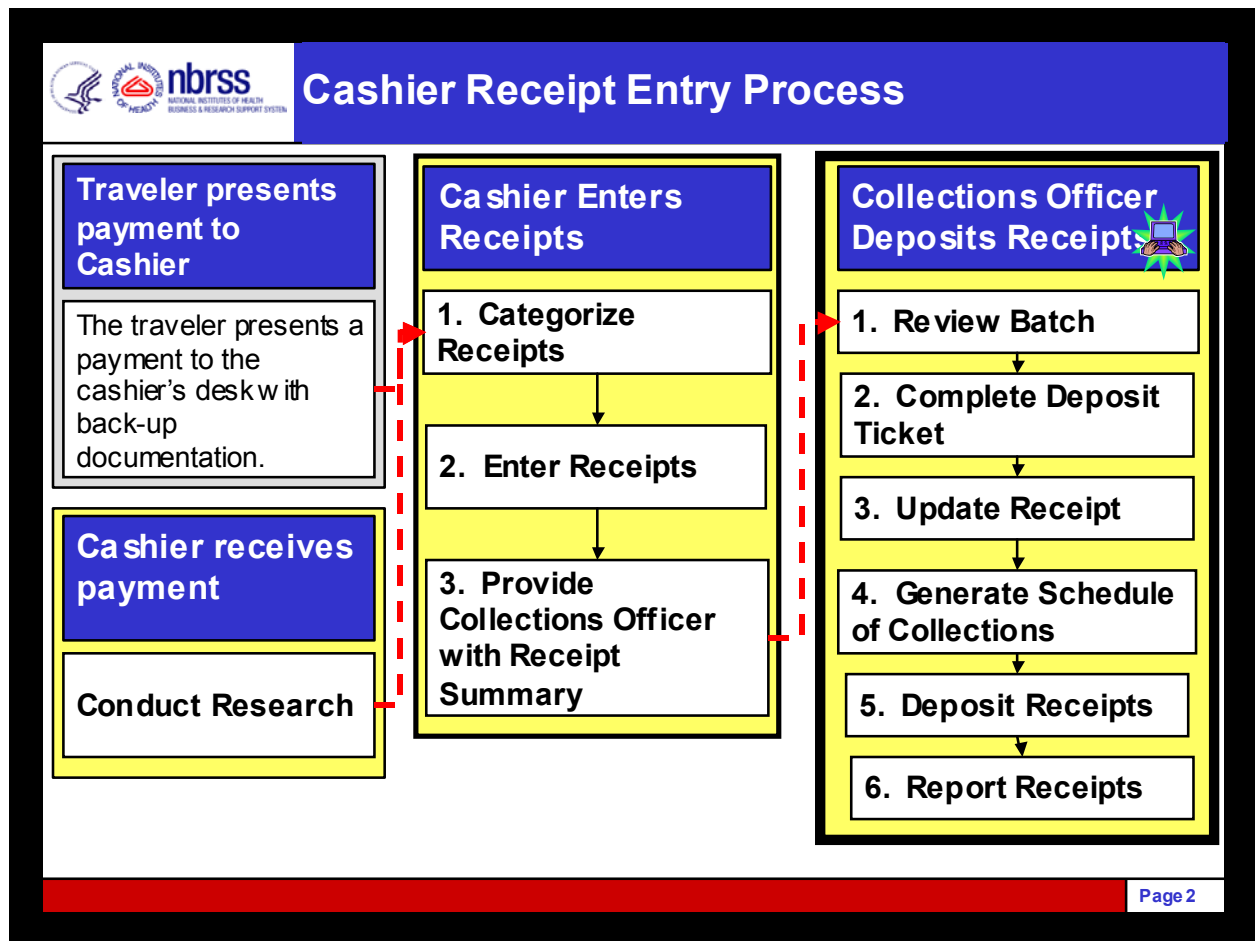 NATIONAL INSTITUTES
OF HEALTH
nbrss
NATIONAL INSTITUTES OF HEALTH
BUSINESS & RESEARCH SUPPORT SYSTEM
Cashier Receipt Entry Process
Traveler presents
payment to
Cashier
The traveler presents a
payment to the
cashier's desk with
back-up
documentation.
Cashier receives
payment
Conduct Research
Cashier Enters
Receipts
1. Categorize
Receipts
2. Enter Receipts
3. Provide
Collections Officer
with Receipt
Summary
Collections Officer
Deposits Receipts
1. Review Batch
2. Complete Deposit
Ticket
3. Update Receipt
4. Generate Schedule
of Collections
5. Deposit Receipts
6. Report Receipts
Page 2